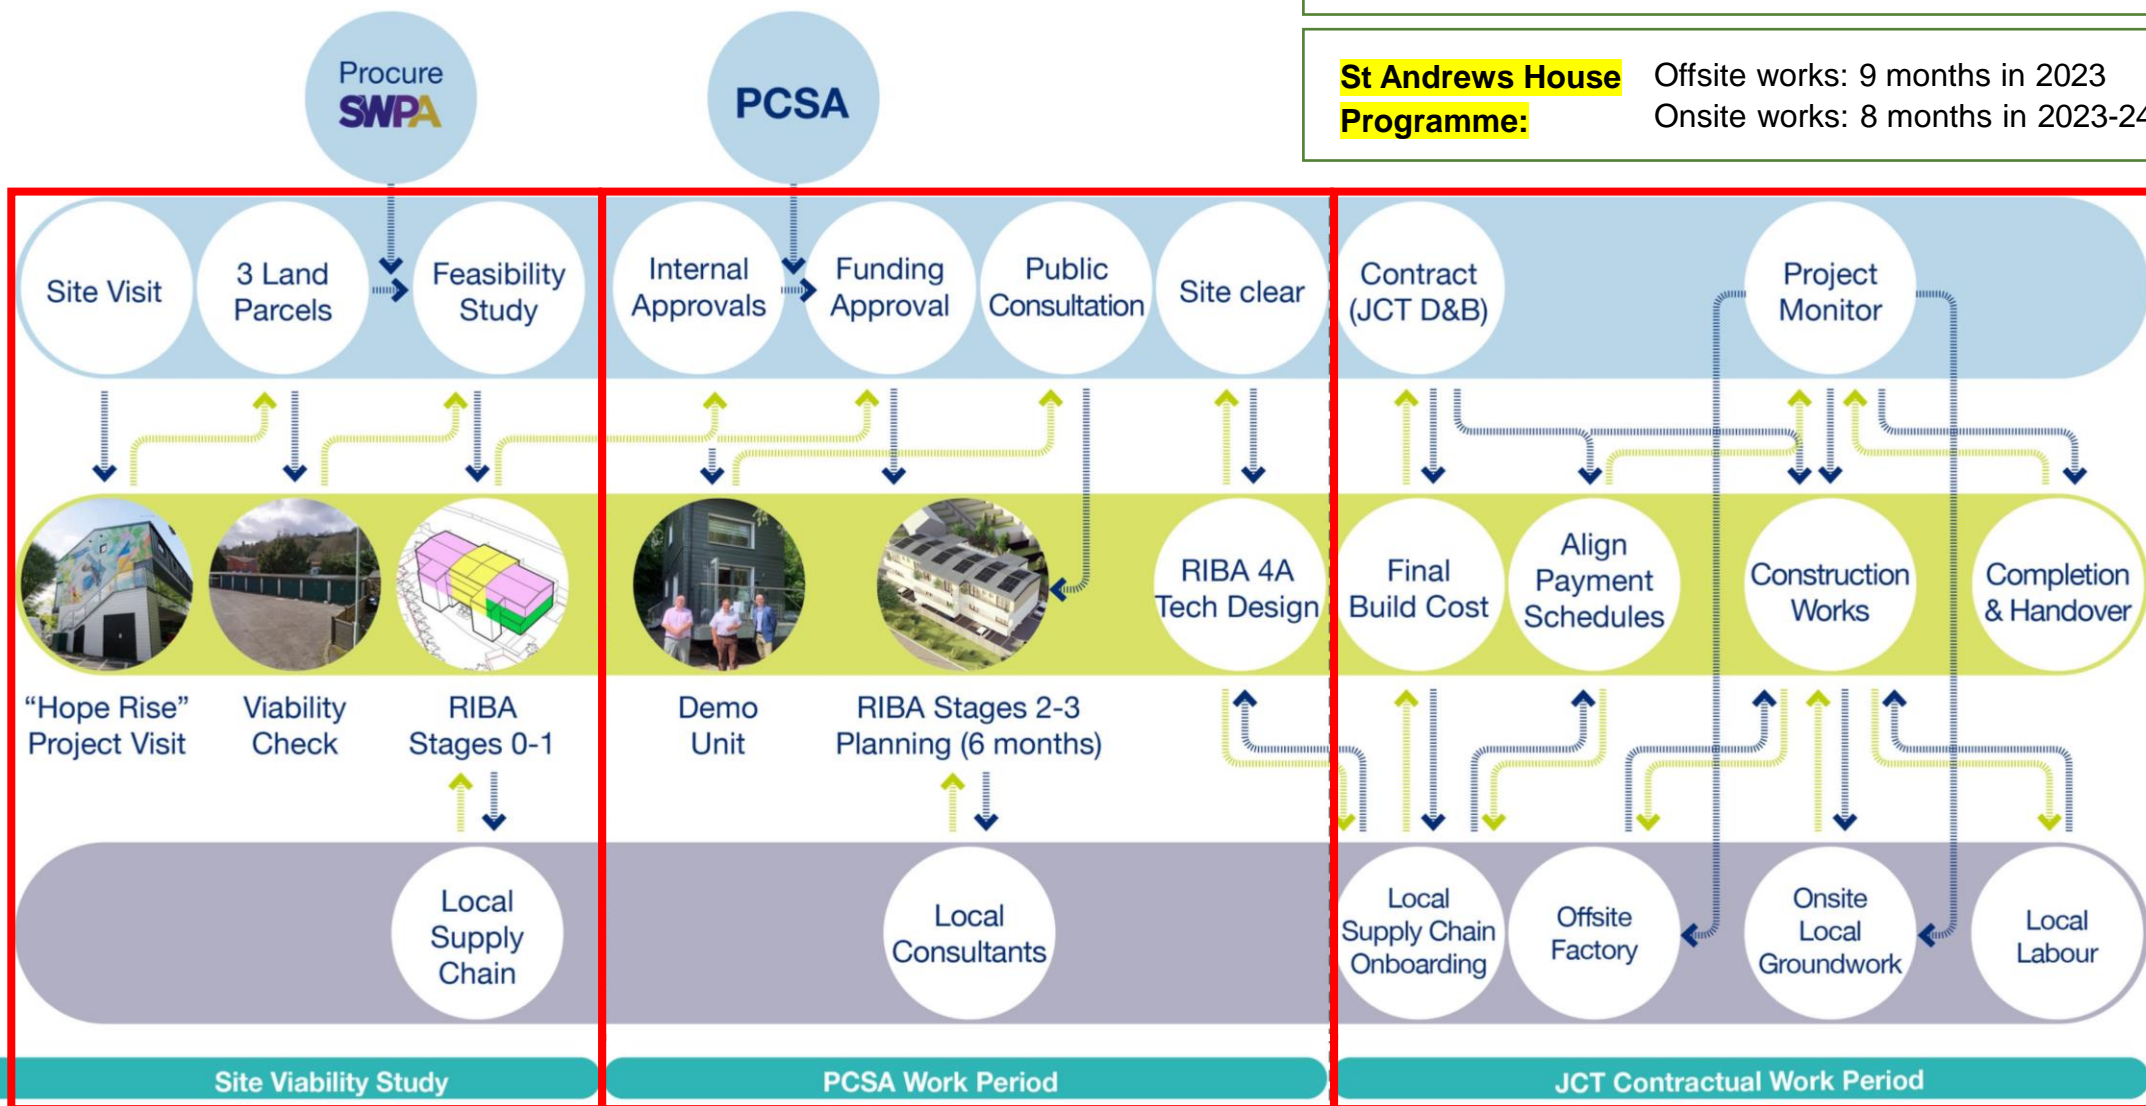 Procure
SWPA
PCSA
St Andrews House
Programme:
Offsite works: 9 months in 2023
Onsite works: 8 months in 2023-24
Site Visit
3 Land
Parcels
Feasibility
Study
Internal
Approvals
Funding
Approval
Public
Consultation
Site clear
Contract
(JCT D&B)
Project
Monitor
RIBA 4A
Tech Design
Final
Build Cost
Align
Payment
Schedules
Construction
Works
Completion
& Handover
“Hope Rise”
Project Visit
Viability
Check
RIBA
Stages 0-1
Demo
Unit
RIBA Stages 2-3
Planning (6 months)
Local
Supply
Chain
Local
Consultants
Local
Supply Chain
Onboarding
Offsite
Factory
Onsite
Local
Groundwork
Local
Labour
Site Viability Study
PCSA Work Period
JCT Contractual Work Period